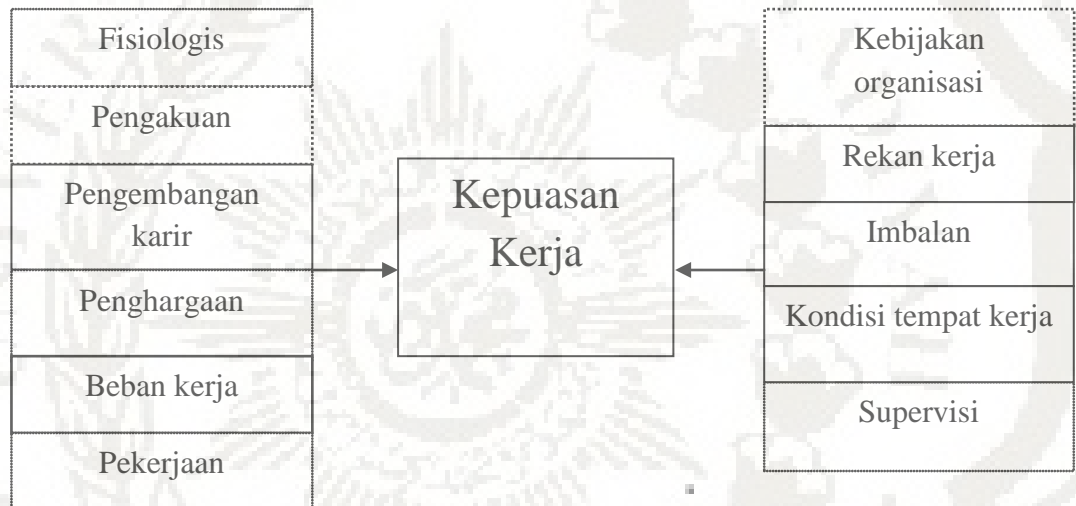 Fisiologis
Pengakuan
Pengembangan
karir
Penghargaan
Beban kerja
Pekerjaan
Kepuasan
Kerja
Kebijakan
organisasi
Rekan kerja
Imbalan
Kondisi tempat kerja
Supervisi